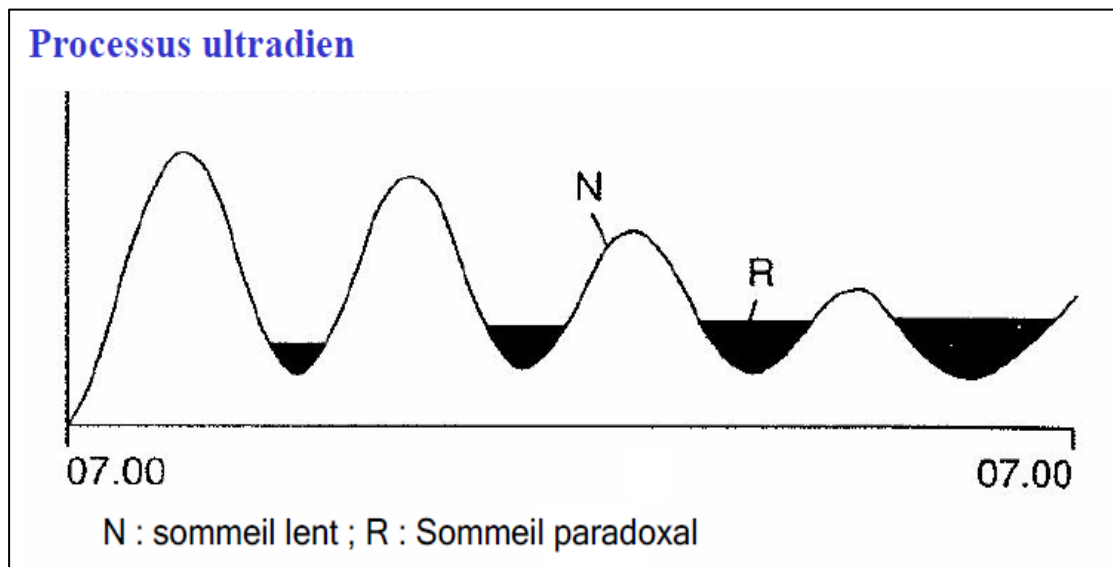 Processus ultradien
N
R
07.00 07.00
N : sommeil lent ; R : Sommeil paradoxal